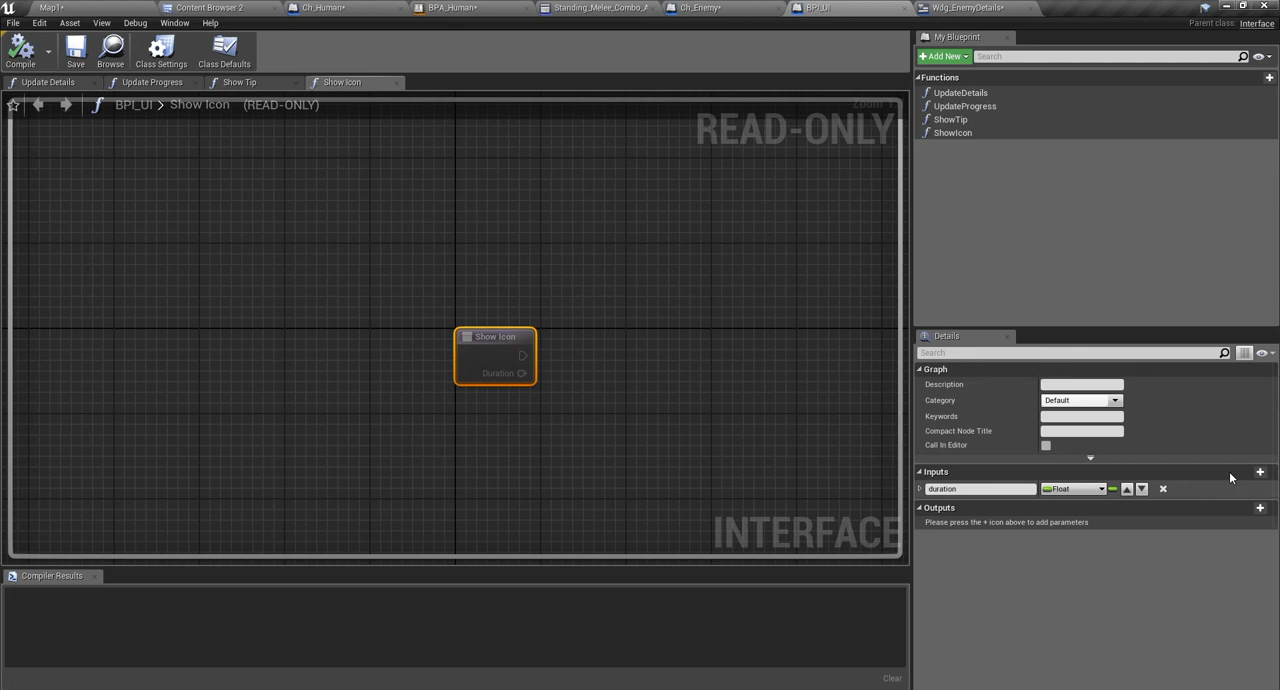 Map1*
Content Browser 2
Ch_Human*
BPA_Human*
Standing_Melee_Combo_A
Ch_Enemy*
BPI_UI
Wdg_EnemyDetails*
File
Edit
Asset
View
Debug
Window
Help
Parent class: Interface
Compile
Save
Browse
Class Settings
Class Defaults
My Blueprint
Add New
Search
Functions
UpdateDetails
UpdateProgress
ShowTip
ShowIcon
Update Details
Update Progress
Show Tip
Show Icon
BPI_UI
Show Icon
(READ-ONLY)
READ-ONLY
Show Icon
Duration
INTERFACE
Details
Search
Graph
Description
Category
Default
Keywords
Compact Node Title
Call In Editor
Inputs
duration
Float
Outputs
Please press the + icon above to add parameters
Compiler Results
Clear